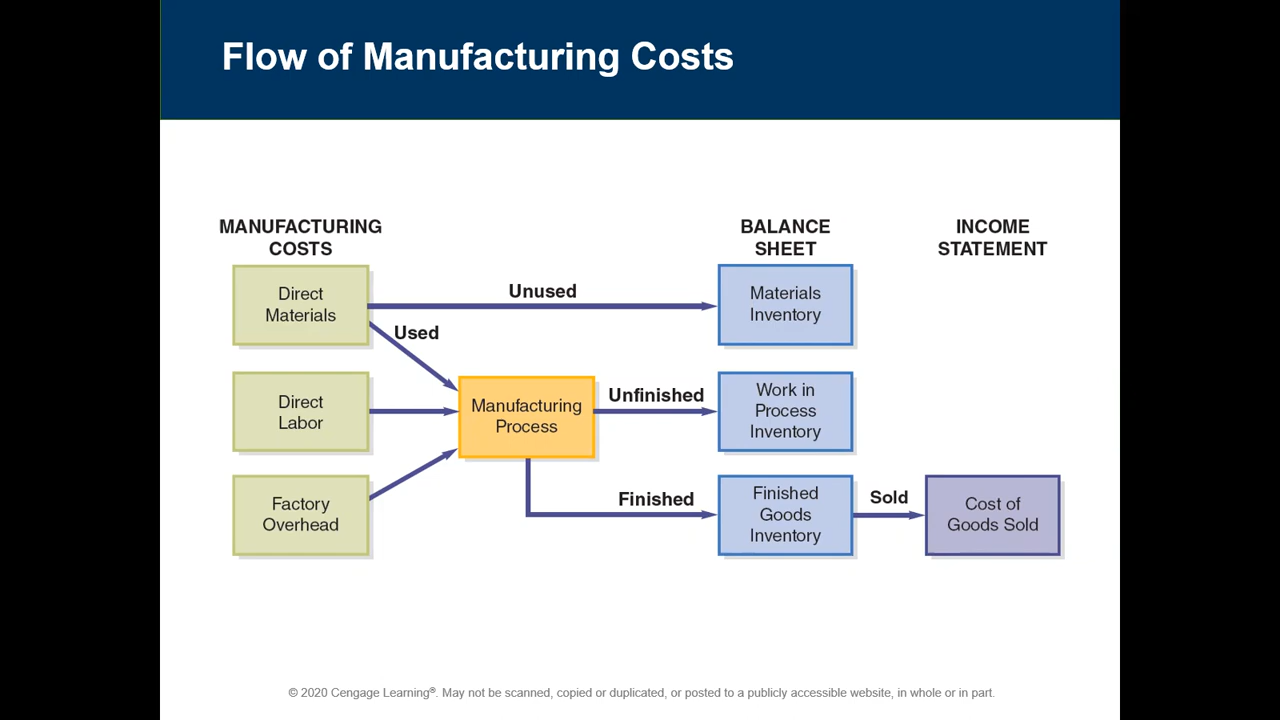 Flow of Manufacturing Costs
MANUFACTURING
COSTS
BALANCE
SHEET
INCOME
STATEMENT
Direct
Materials
Unused
Materials
Inventory
Used
Direct
Labor
Manufacturing
Process
Unfinished
Work in
Process
Inventory
Factory
Overhead
Finished
Finished
Goods
Inventory
Sold
Cost of
Goods Sold
© 2020 Cengage Learning®. May not be scanned, copied or duplicated, or posted to a publicly accessible website, in whole or in part.